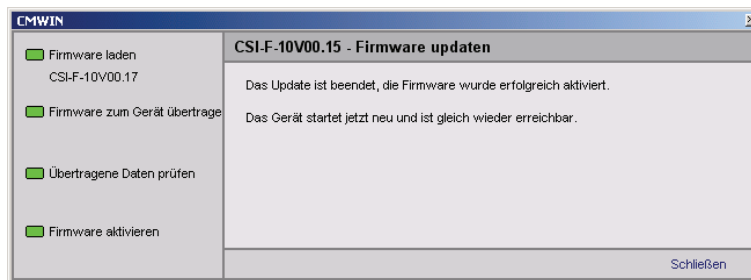 CMWIN
Firmware laden
CSI-F-10V00.17
Firmware zum Gerät übertrage
Übertragene Daten prüfen
Firmware aktivieren
CSI-F-10V00.15 - Firmware updaten
Das Update ist beendet, die Firmware wurde erfolgreich aktiviert.
Das Gerät startet jetzt neu und ist gleich wieder erreichbar.
Schließen